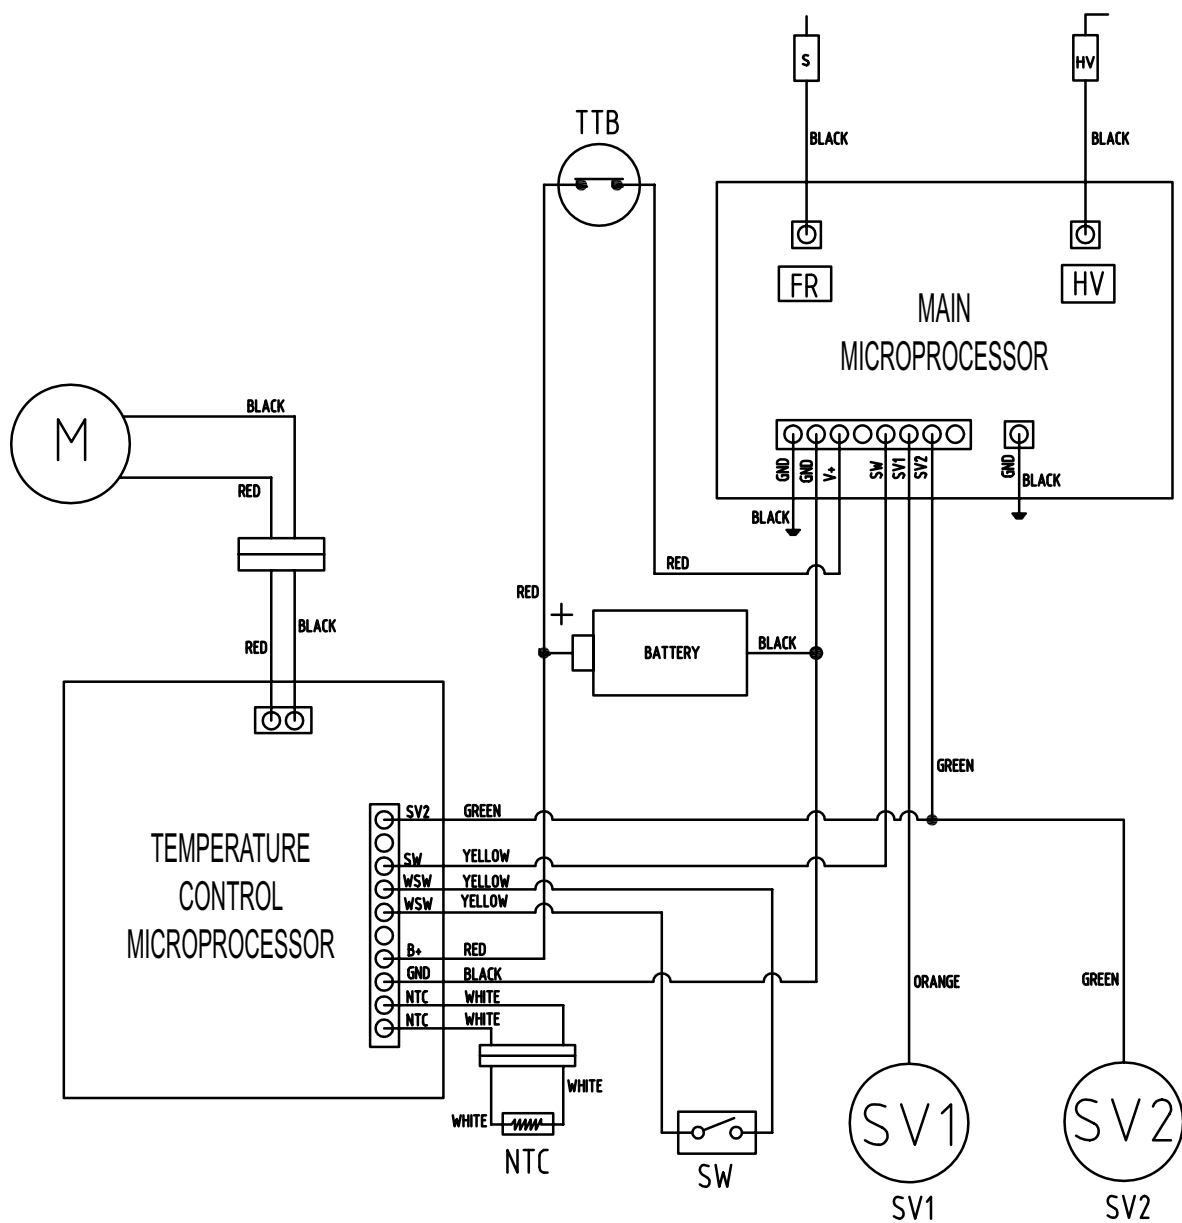 S
HV
BLACK
BLACK
TTB
FR
HV
MAIN
MICROPROCESSOR
M
BLACK
RED
GND
GND
V+
SW
SV1
SV2
GND
BLACK
BLACK
RED
RED
+
BATTERY
BLACK
BLACK
RED
GREEN
TEMPERATURE
CONTROL
MICROPROCESSOR
SV2
GREEN
SW
YELLOW
WSW
YELLOW
WSW
YELLOW
B+
RED
GND
BLACK
NTC
WHITE
NTC
WHITE
ORANGE
GREEN
WHITE
WHITE
NTC
SW
SV1
SV2
SV1
SV2